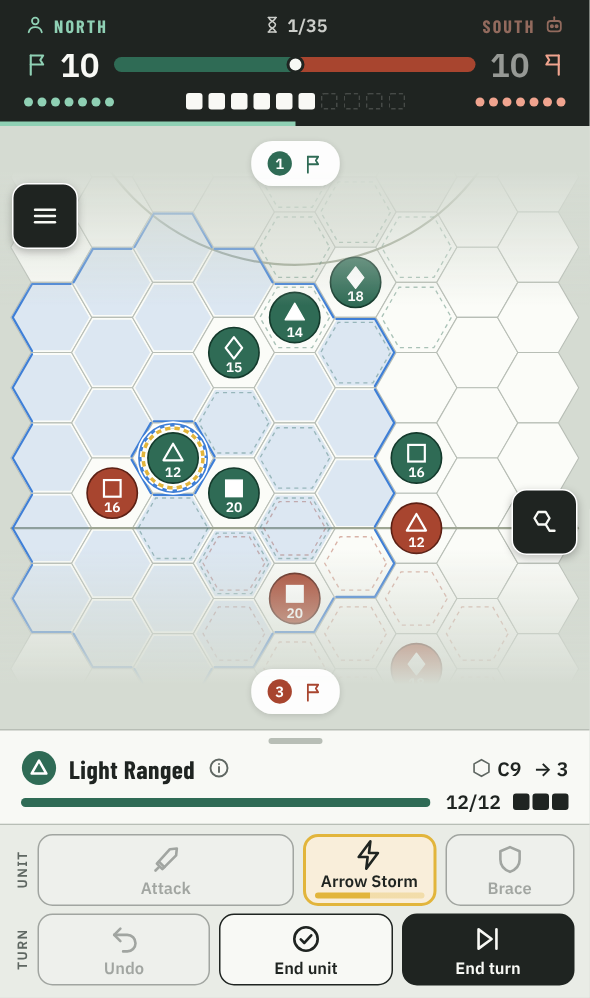 NORTH
1/35
SOUTH
10
10
1
18
14
15
12
16
16
20
12
20
3
Light Ranged
C9 → 3
12/12
UNIT
Attack
Arrow Storm
Brace
TURN
Undo
End unit
End turn